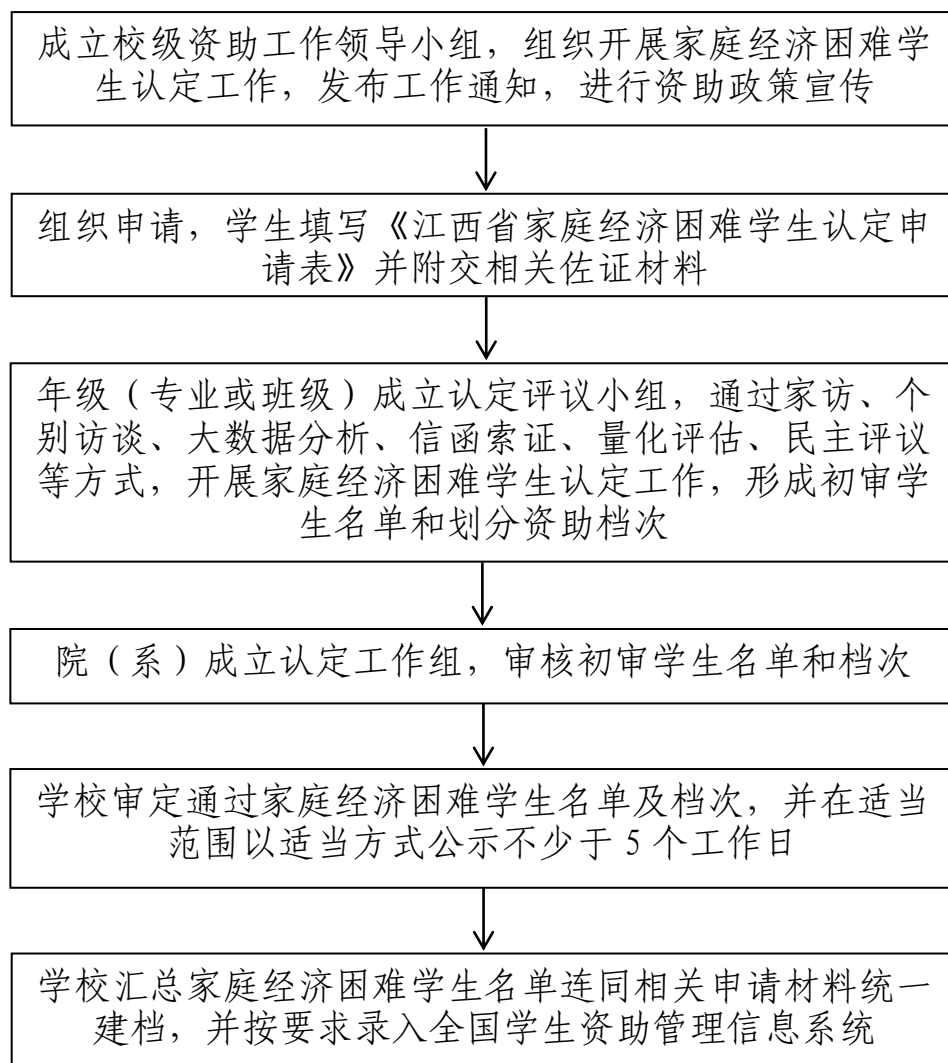 成立校级资助工作领导小组，组织开展家庭经济困难学
生认定工作，发布工作通知，进行资助政策宣传
组织申请，学生填写《江西省家庭经济困难学生认定申
请表》并附交相关佐证材料
年级（专业或班级）成立认定评议小组，通过家访、个
别访谈、大数据分析、信函索证、量化评估、民主评议
等方式，开展家庭经济困难学生认定工作，形成初审学
生名单和划分资助档次
院（系）成立认定工作组，审核初审学生名单和档次
学校审定通过家庭经济困难学生名单及档次，并在适当
范围以适当方式公示不少于 5 个工作日
学校汇总家庭经济困难学生名单连同相关申请材料统一
建档，并按要求录入全国学生资助管理信息系统